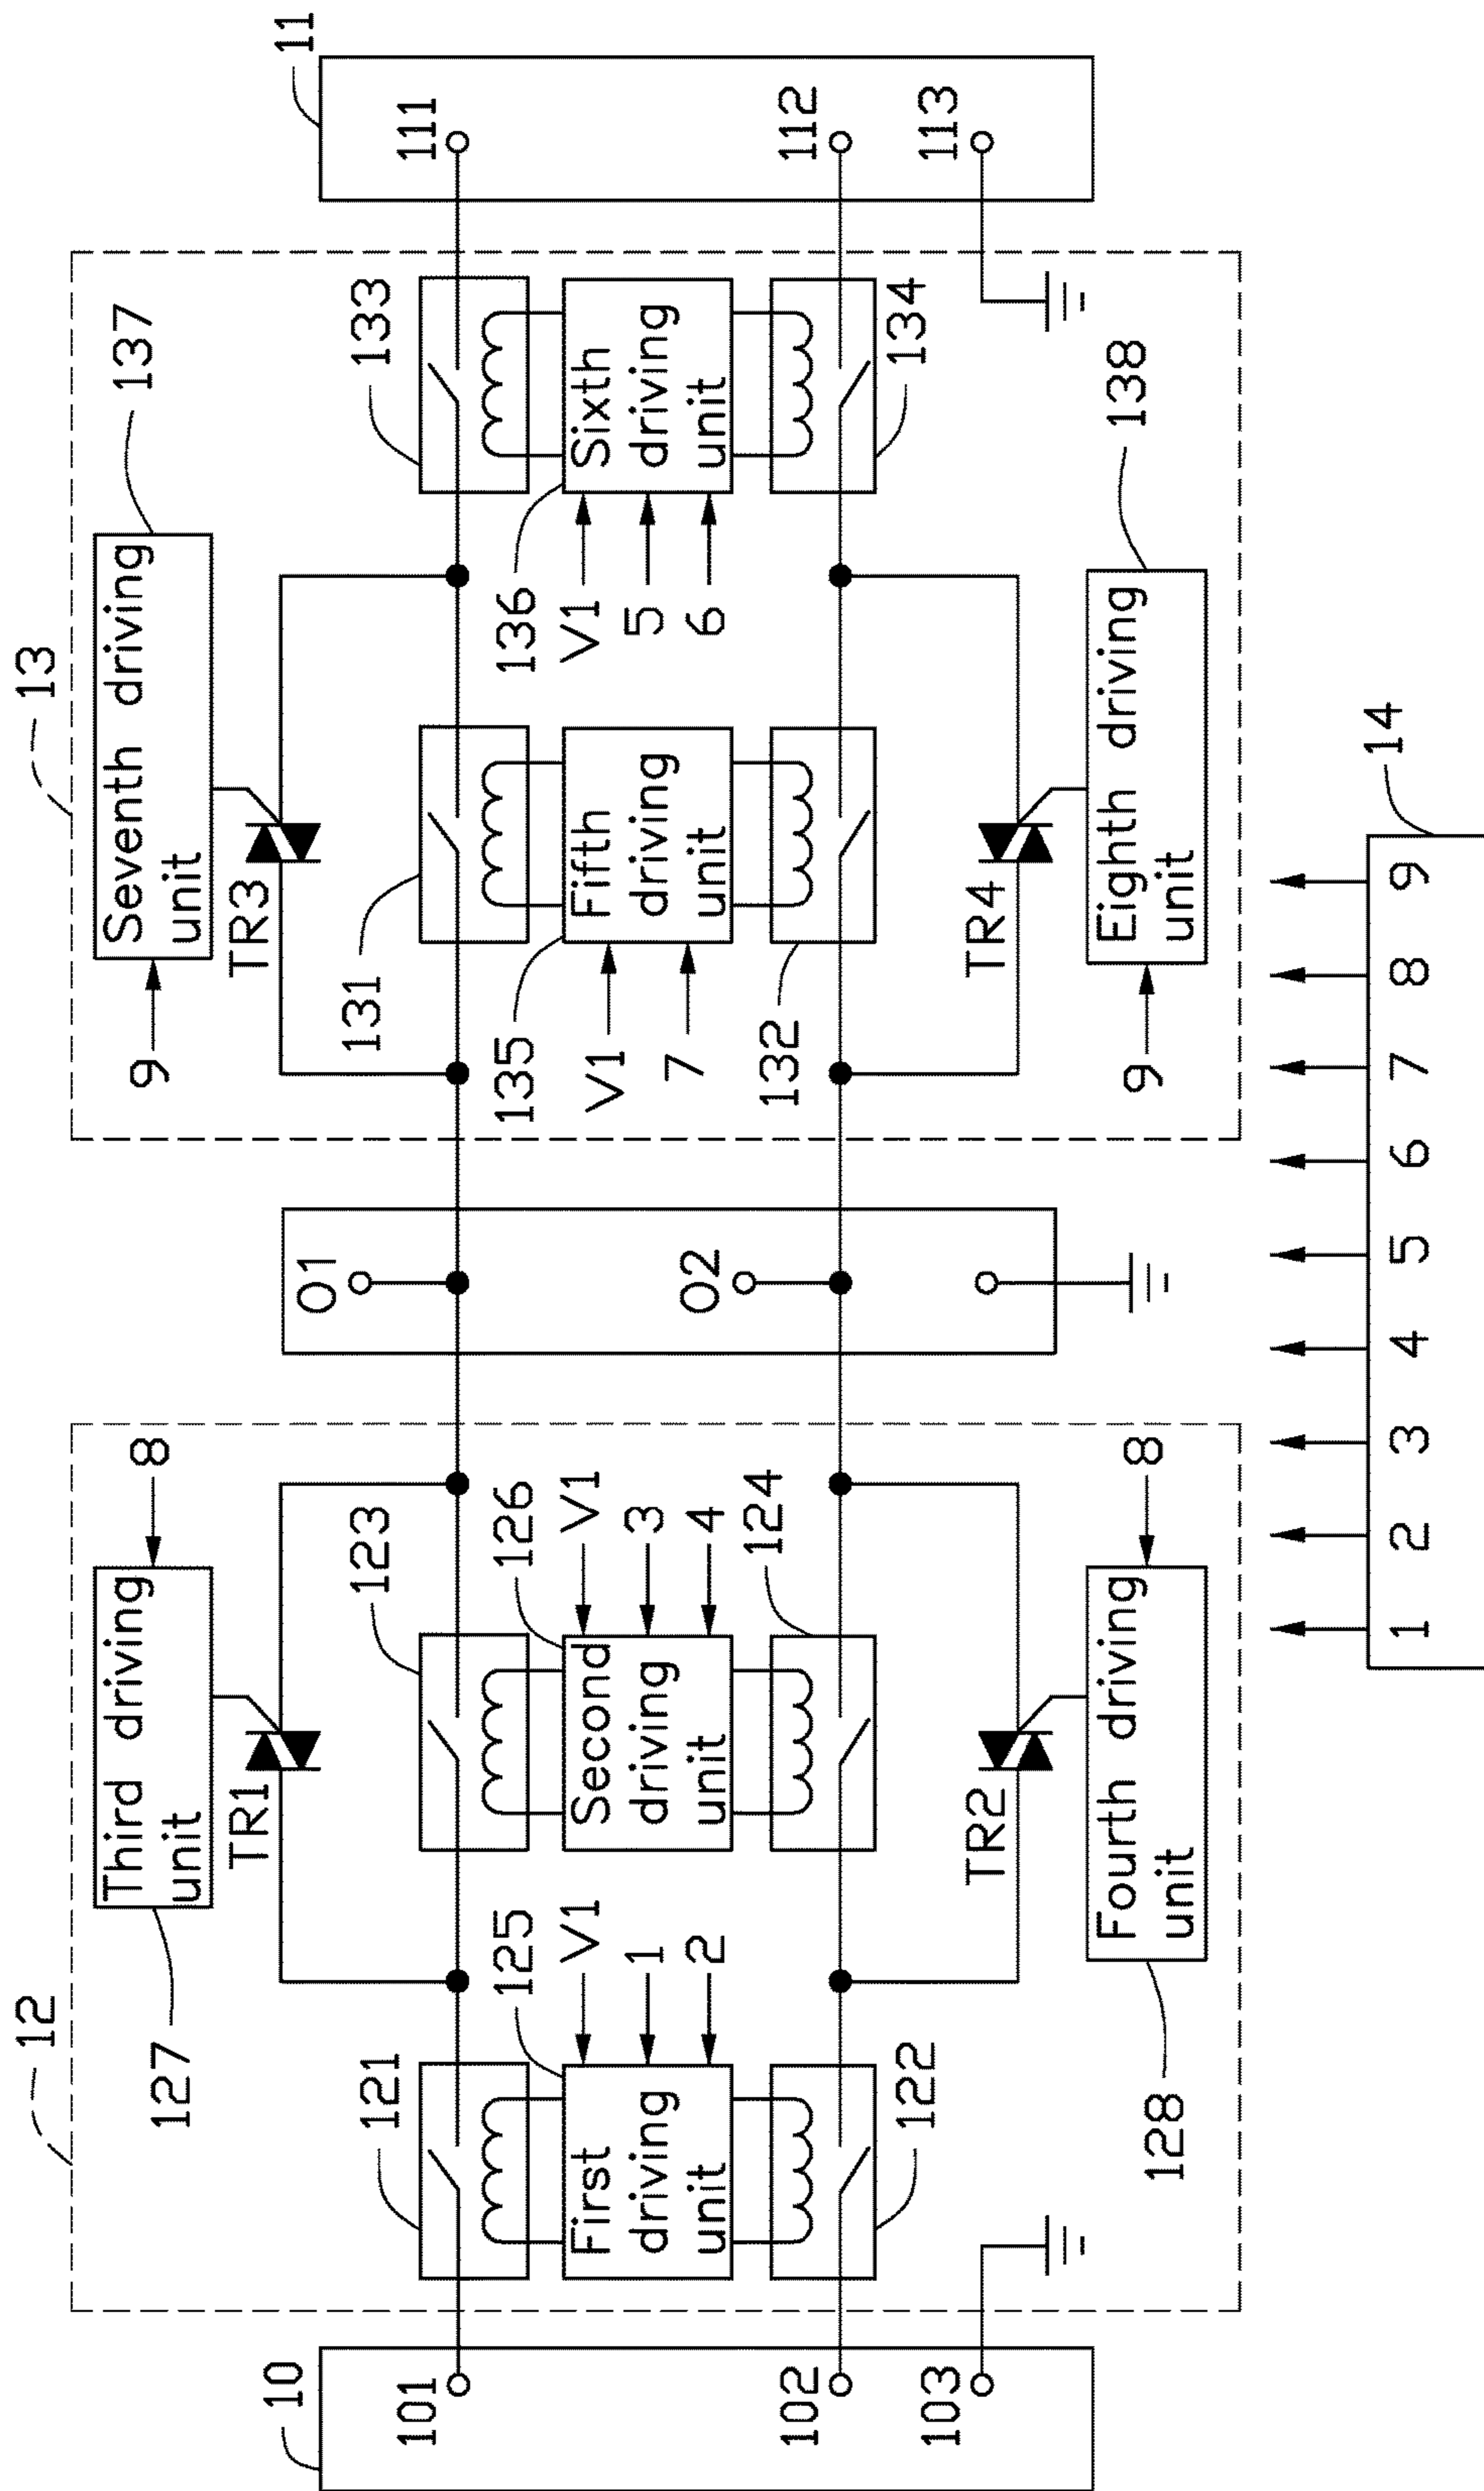 12
13
Third driving
unit
8
127
TR1
9
Seventh driving
unit
137
TR3
10
11
101
121
123
O1
131
133
111
125
V1
1
2
First
driving
unit
126
V1
3
4
Second
driving
unit
135
V1
7
Fifth
driving
unit
136
V1
5
6
Sixth
driving
unit
102
122
124
O2
132
134
112
103
113
TR2
TR4
128
Fourth driving
unit
8
9
Eighth driving
unit
138
1 2 3 4 5 6 7 8 9
14